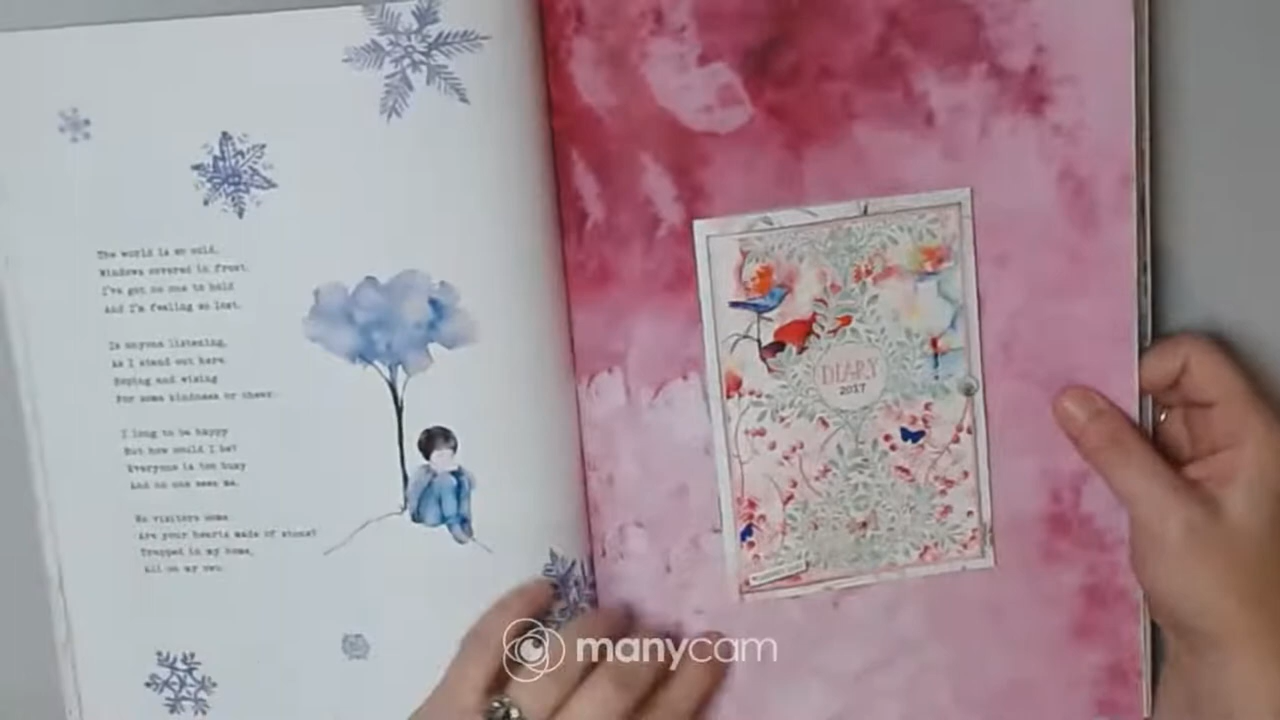 The world is so cold,
Windows covered in frost.
I've got no one to hold
And I'm feeling so lost.
Is anyone listening,
As I stand out here
Hoping and wising
For some kindness or cheer.
I long to be happy
But how could I be?
Everyone is too busy
And no one sees me.
No visitors come
Are your hearts made of stone?
Trapped in my home,
All on my own.
DIARY
2017
manycam